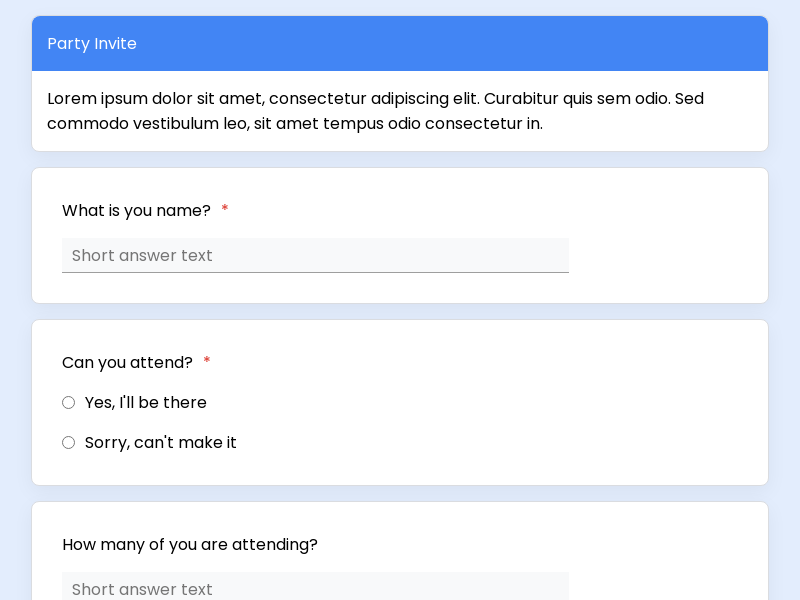 Party Invite
Lorem ipsum dolor sit amet, consectetur adipiscing elit. Curabitur quis sem odio. Sed
commodo vestibulum leo, sit amet tempus odio consectetur in.
What is you name? *
Short answer text
Can you attend? *
Yes, I'll be there
Sorry, can't make it
How many of you are attending?
Short answer text